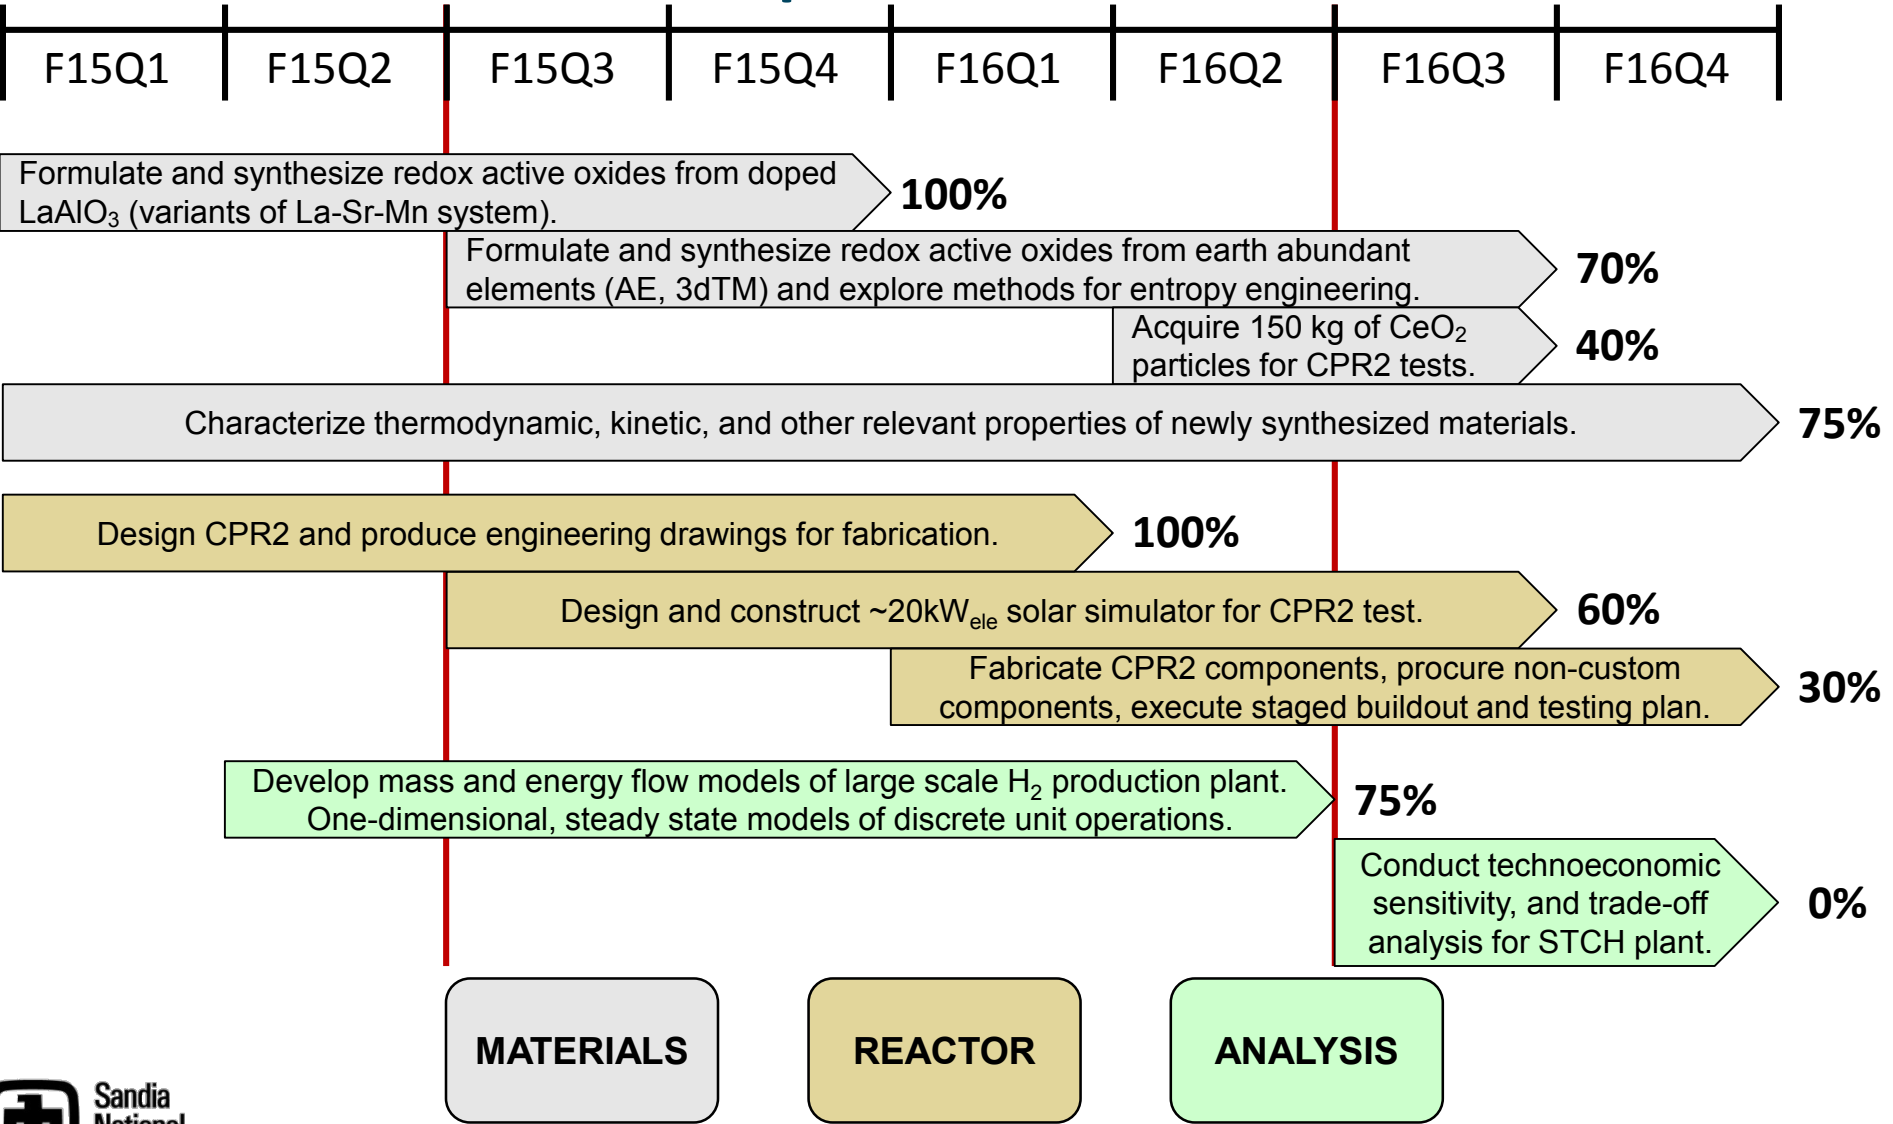 F15Q1 F15Q2 F15Q3 F15Q4 F16Q1 F16Q2 F16Q3 F16Q4
Formulate and synthesize redox active oxides from doped
LaAlO₃ (variants of La-Sr-Mn system).
100%
Formulate and synthesize redox active oxides from earth abundant
elements (AE, 3dTM) and explore methods for entropy engineering.
70%
Acquire 150 kg of CeO₂
particles for CPR2 tests.
40%
Characterize thermodynamic, kinetic, and other relevant properties of newly synthesized materials.
75%
Design CPR2 and produce engineering drawings for fabrication.
100%
Design and construct ~20kWele solar simulator for CPR2 test.
60%
Fabricate CPR2 components, procure non-custom
components, execute staged buildout and testing plan.
30%
Develop mass and energy flow models of large scale H₂ production plant.
One-dimensional, steady state models of discrete unit operations.
75%
Conduct technoeconomic
sensitivity, and trade-off
analysis for STCH plant.
0%
MATERIALS
REACTOR
ANALYSIS
Sandia
National